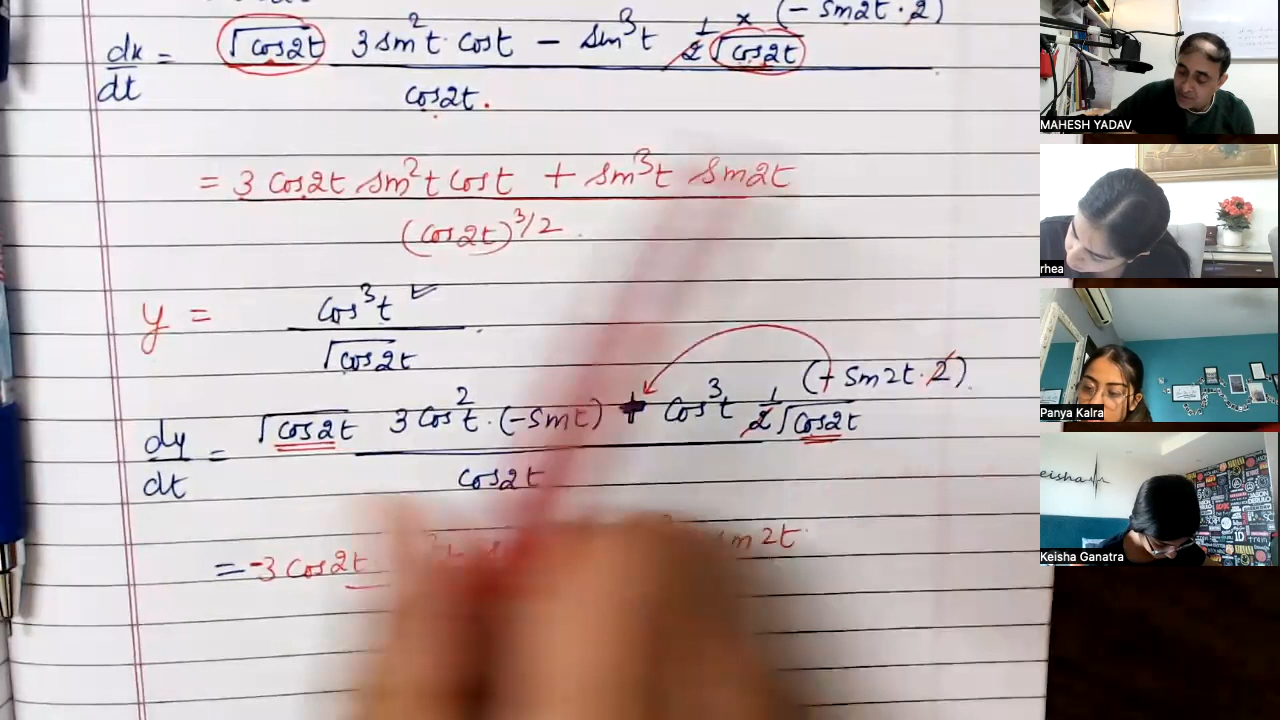 dx/dt = √cos2t 3sin²t · cost − sin³t 1/2√cos2t × (− sin2t · 2)
cos2t.
= 3 cos2t sin²t cost + sin³t sin2t
(cos2t)^3/2.
y = cos³t / √cos2t.
dy/dt = √cos2t 3cos²t · (−sint) + cos³t 1/2√cos2t (+ sin2t · 2)
cos2t
= −3 cos2t sin2t
MAHESH YADAV
rhea
Panya Kalra
Keisha Ganatra
keisha